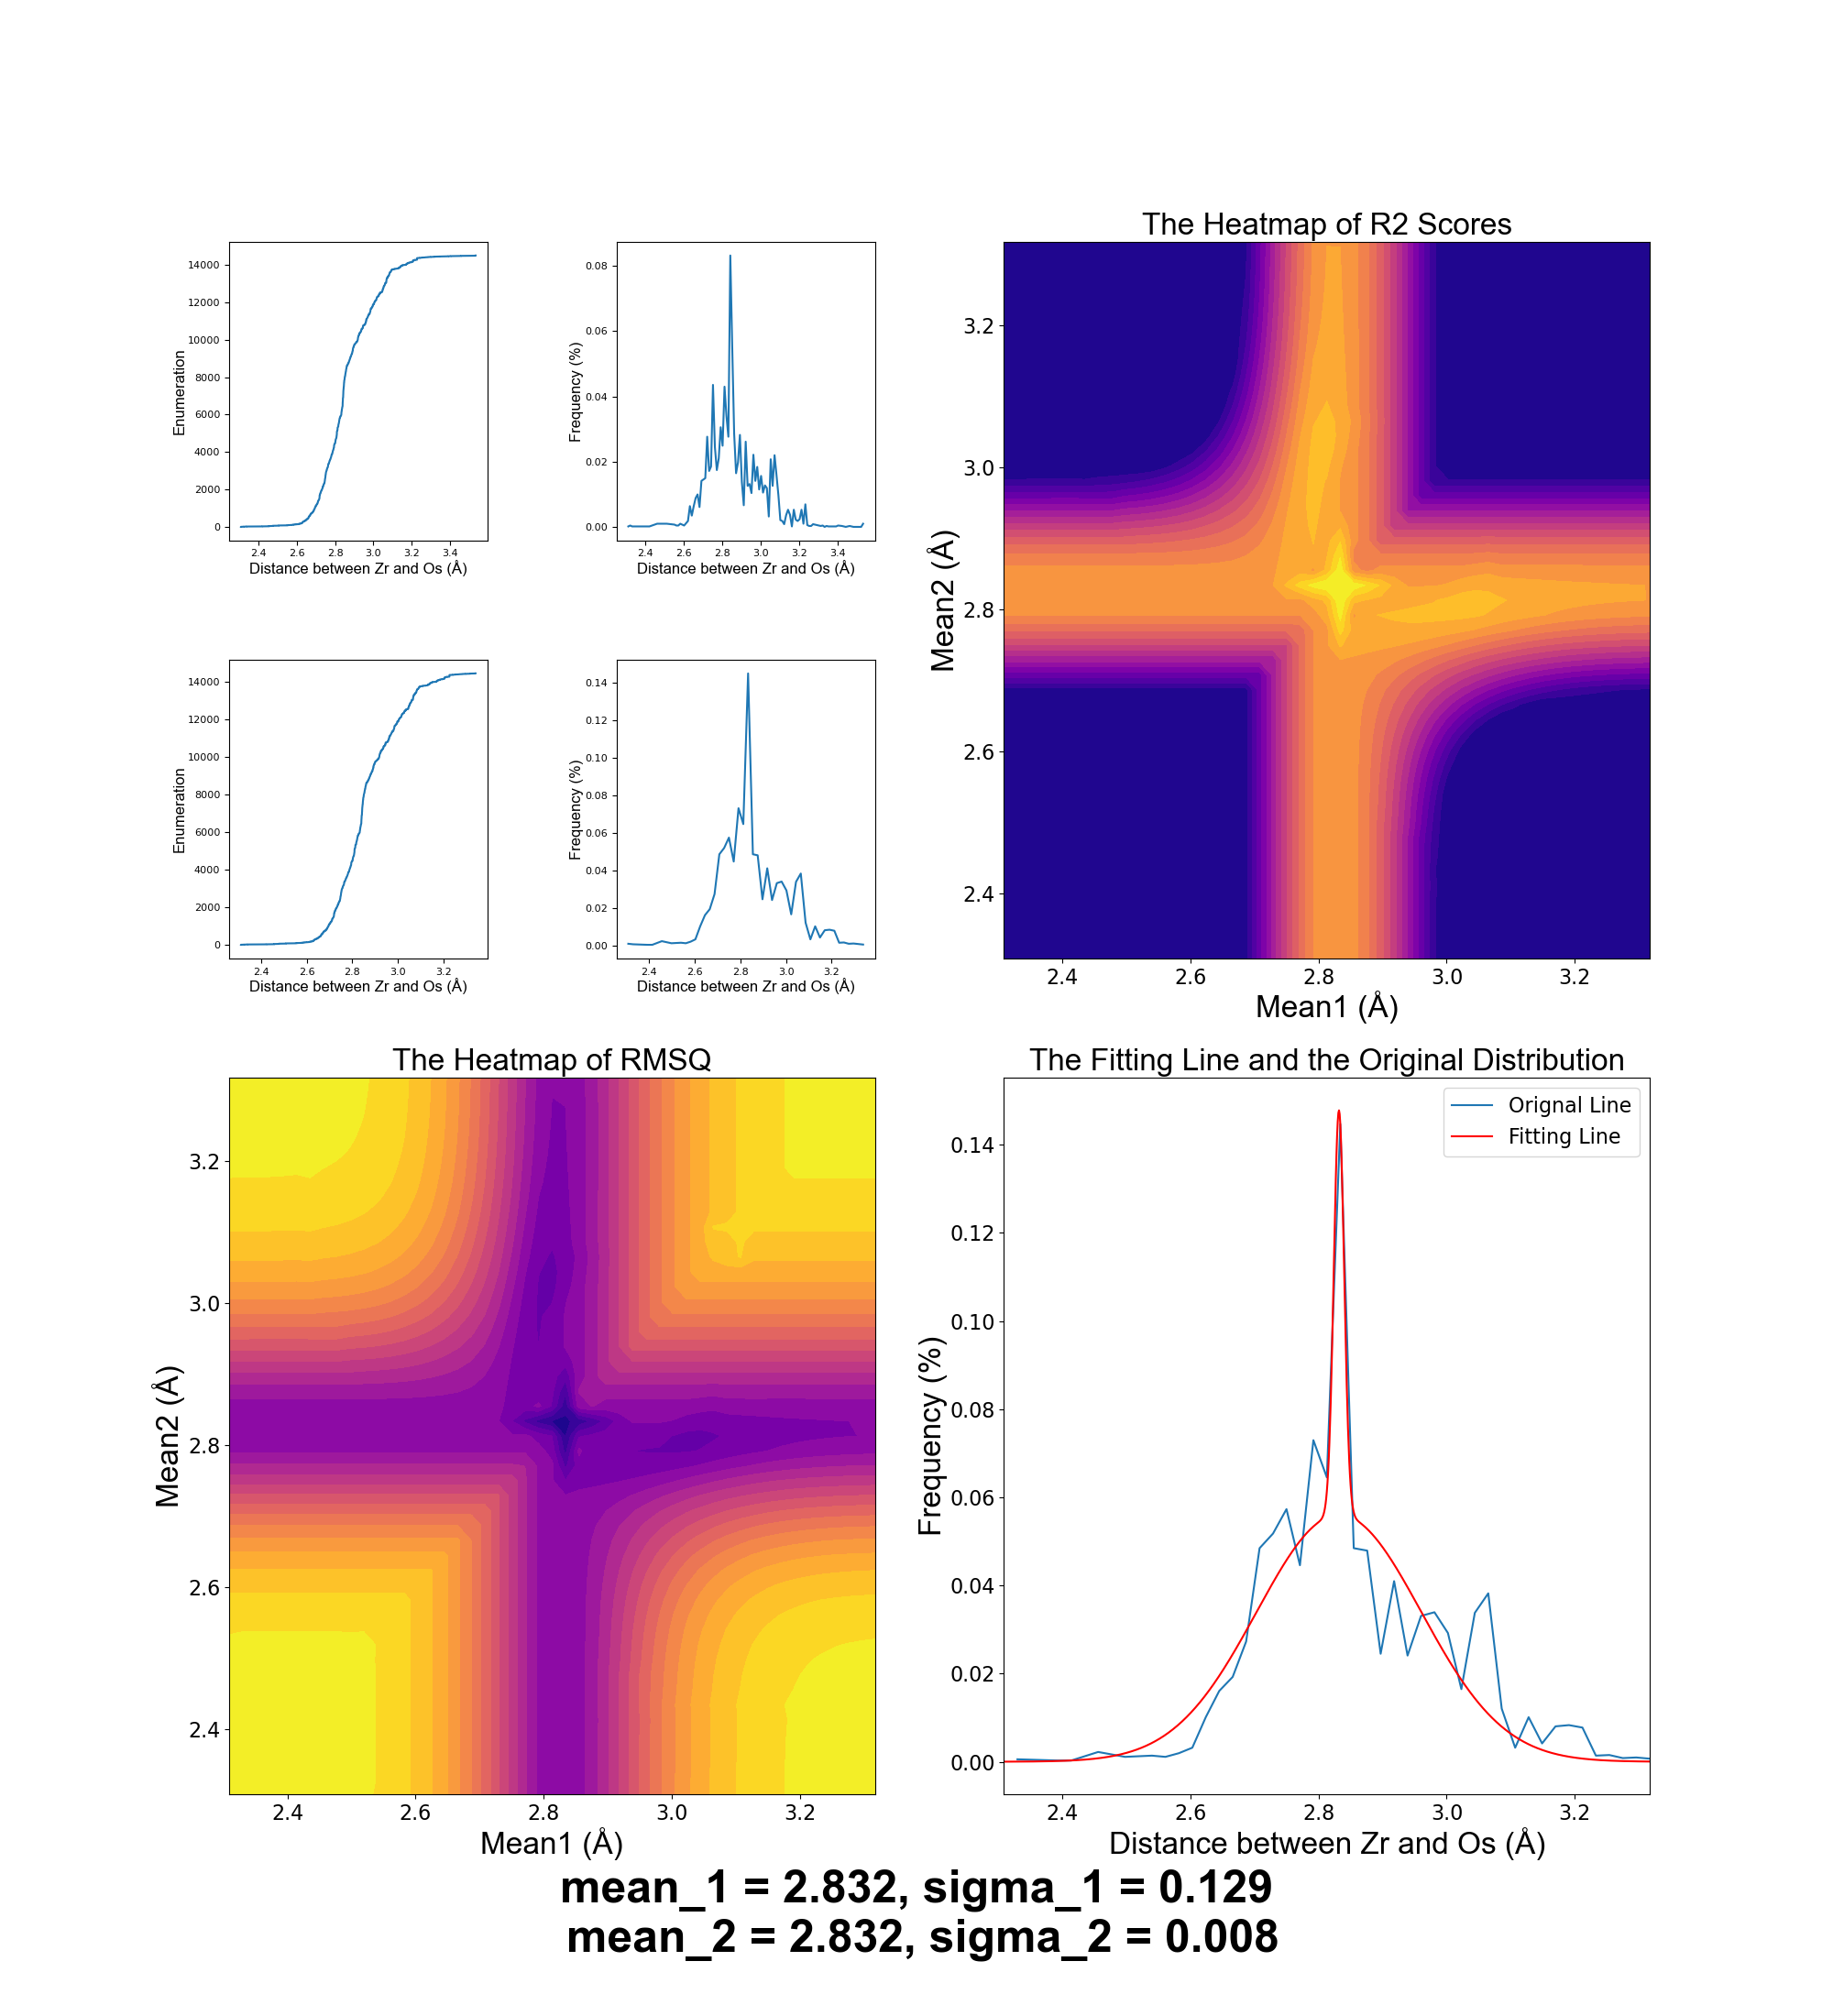 The Heatmap of R2 Scores
14000
12000
10000
8000
6000
4000
2000
0
Enumeration
2.4 2.6 2.8 3.0 3.2 3.4
Distance between Zr and Os (Å)
0.08
0.06
0.04
0.02
0.00
Frequency (%)
2.4 2.6 2.8 3.0 3.2 3.4
Distance between Zr and Os (Å)
3.2
3.0
2.8
2.6
2.4
Mean2 (Å)
2.4 2.6 2.8 3.0 3.2
Mean1 (Å)
14000
12000
10000
8000
6000
4000
2000
0
Enumeration
2.4 2.6 2.8 3.0 3.2
Distance between Zr and Os (Å)
0.14
0.12
0.10
0.08
0.06
0.04
0.02
0.00
Frequency (%)
2.4 2.6 2.8 3.0 3.2
Distance between Zr and Os (Å)
The Heatmap of RMSQ
3.2
3.0
2.8
2.6
2.4
Mean2 (Å)
2.4 2.6 2.8 3.0 3.2
Mean1 (Å)
The Fitting Line and the Original Distribution
Orignal Line
Fitting Line
0.14
0.12
0.10
0.08
0.06
0.04
0.02
0.00
Frequency (%)
2.4 2.6 2.8 3.0 3.2
Distance between Zr and Os (Å)
mean_1 = 2.832, sigma_1 = 0.129
mean_2 = 2.832, sigma_2 = 0.008